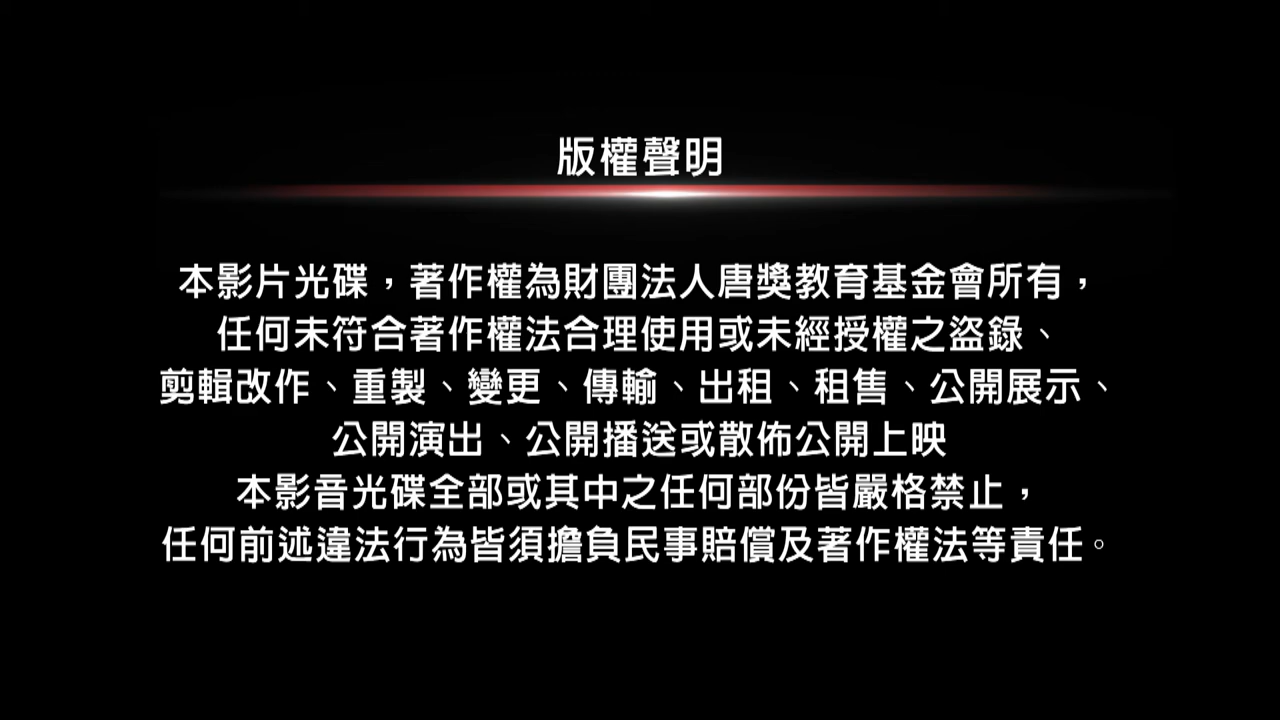 版權聲明
本影片光碟，著作權為財團法人唐獎教育基金會所有，
任何未符合著作權法合理使用或未經授權之盜錄、
剪輯改作、重製、變更、傳輸、出租、租售、公開展示、
公開演出、公開播送或散佈公開上映
本影音光碟全部或其中之任何部份皆嚴格禁止，
任何前述違法行為皆須擔負民事賠償及著作權法等責任。